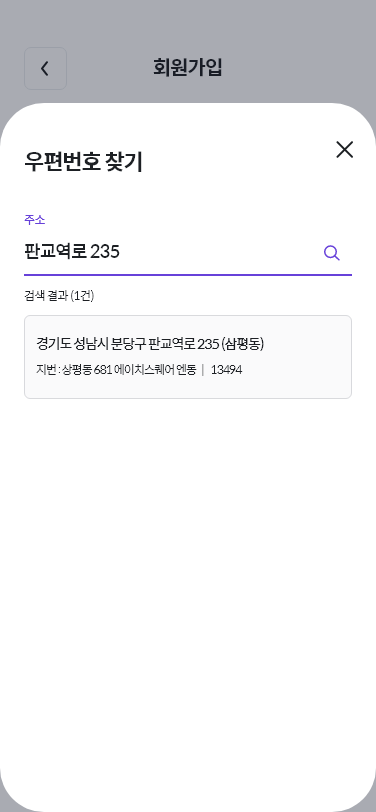 회원가입
우편번호 찾기
주소
판교역로 235
검색 결과 (1건)
경기도 성남시 분당구 판교역로 235 (삼평동)
지번 : 상평동 681 에이치스퀘어 엔동 | 13494